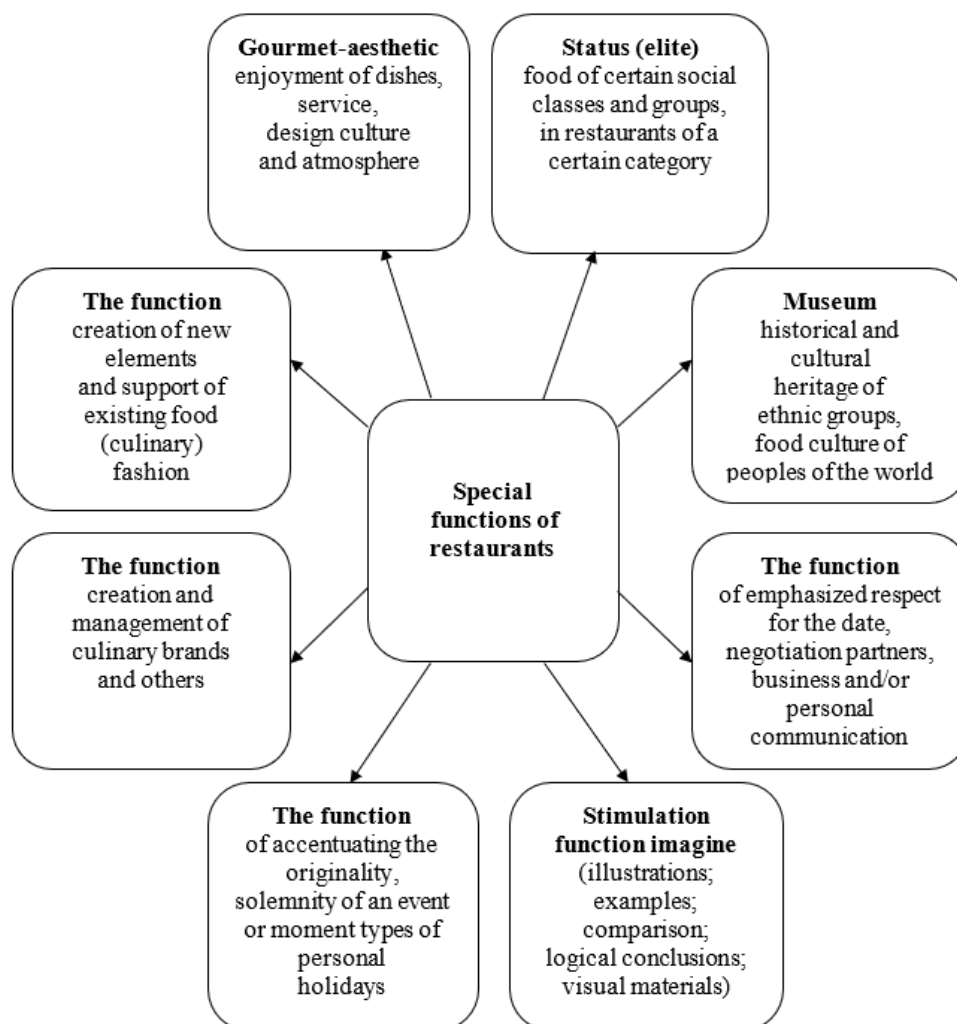 Gourmet-aesthetic
enjoyment of dishes,
service,
design culture
and atmosphere
Status (elite)
food of certain social
classes and groups,
in restaurants of a
certain category
The function
creation of new
elements
and support of
existing food
(culinary)
fashion
Museum
historical and
cultural
heritage of
ethnic groups,
food culture of
peoples of the world
Special
functions of
restaurants
The function
creation and
management of
culinary brands
and others
The function
of emphasized respect
for the date,
negotiation partners,
business and/or
personal
communication
The function
of accentuating the
originality,
solemnity of an event
or moment types of
personal
holidays
Stimulation
function imagine
(illustrations;
examples;
comparison;
logical conclusions;
visual materials)